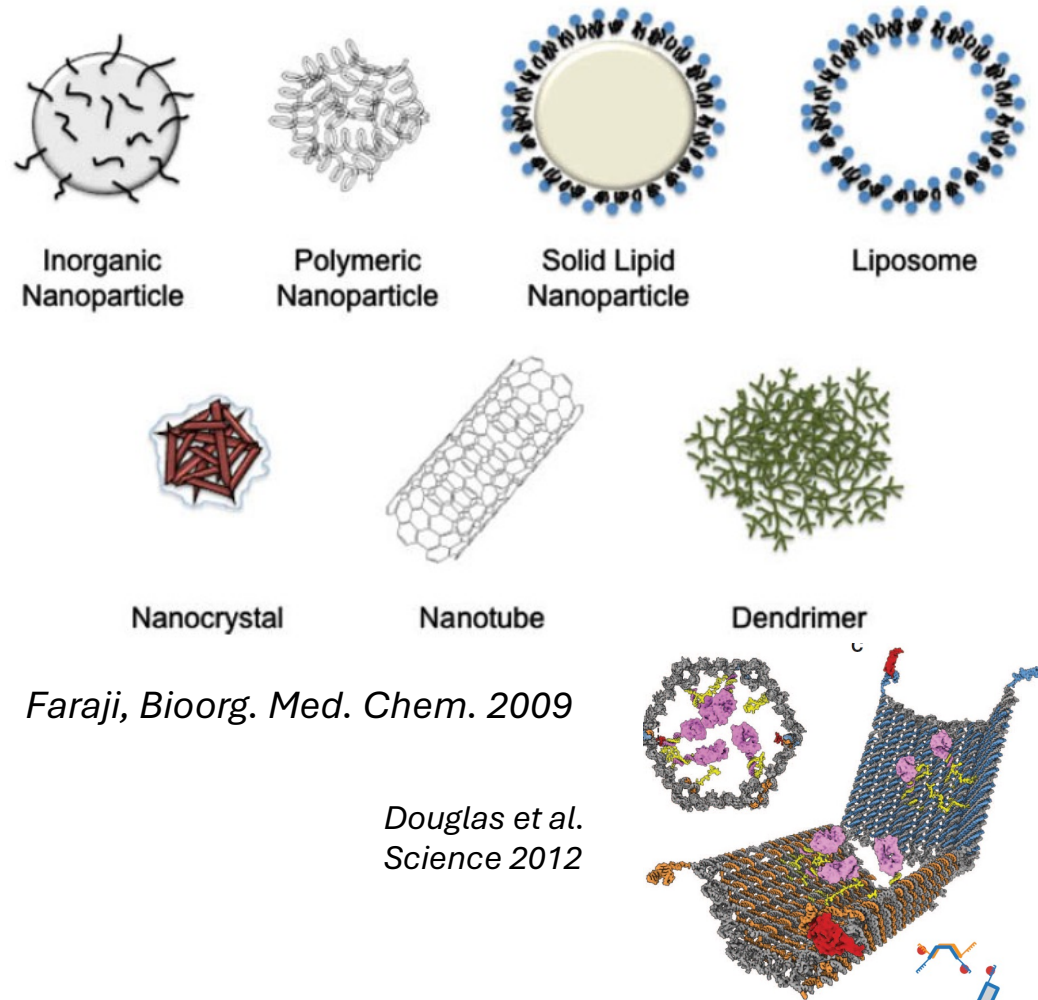 Inorganic
Nanoparticle
Polymeric
Nanoparticle
Solid Lipid
Nanoparticle
Liposome
Nanocrystal
Nanotube
Dendrimer
c
Faraji, Bioorg. Med. Chem. 2009
Douglas et al.
Science 2012